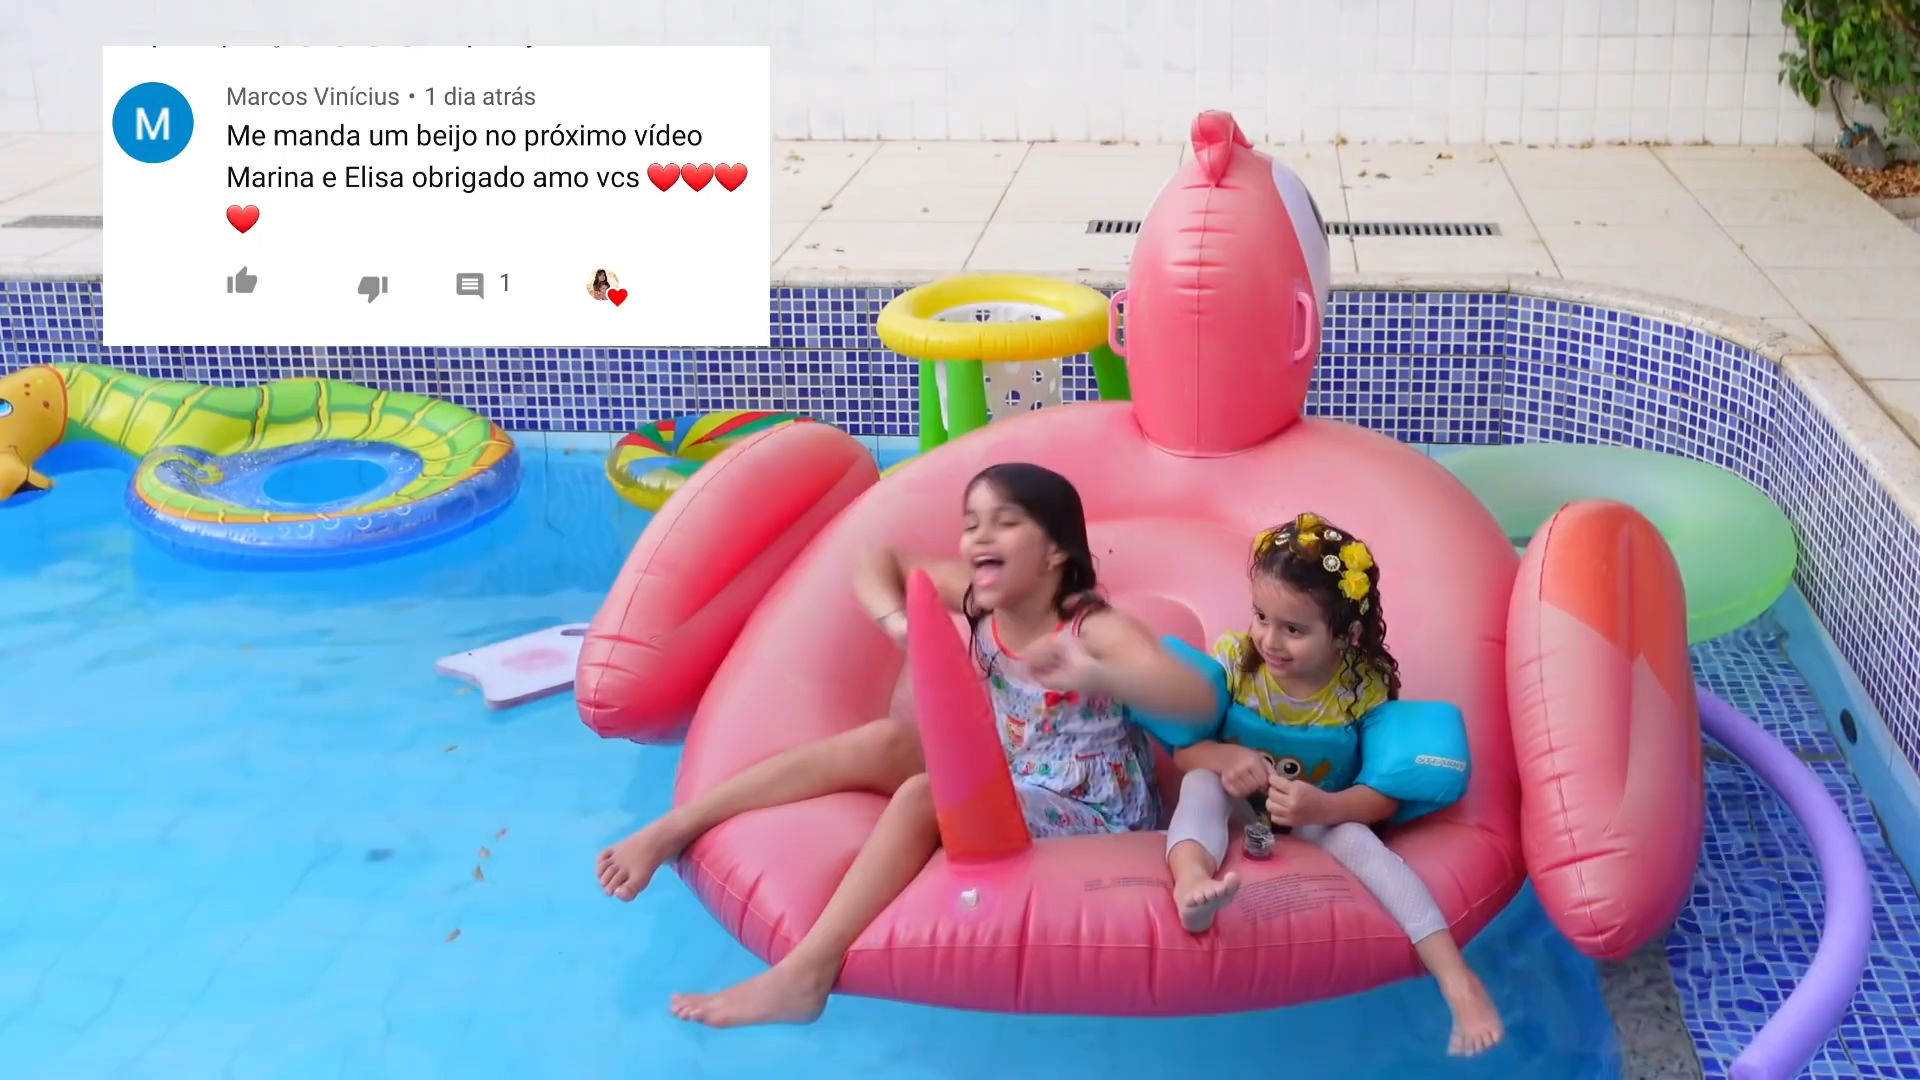 M
Marcos Vinícius • 1 dia atrás
Me manda um beijo no próximo vídeo
Marina e Elisa obrigado amo vcs ❤️❤️❤️
❤️
1